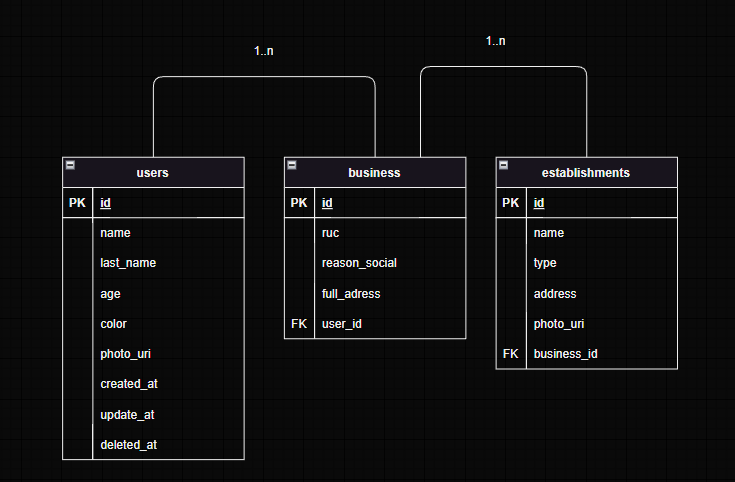 1..n
1..n
users
PK id
name
last_name
age
color
photo_uri
created_at
update_at
deleted_at
business
PK id
ruc
reason_social
full_adress
FK user_id
establishments
PK id
name
type
address
photo_uri
FK business_id